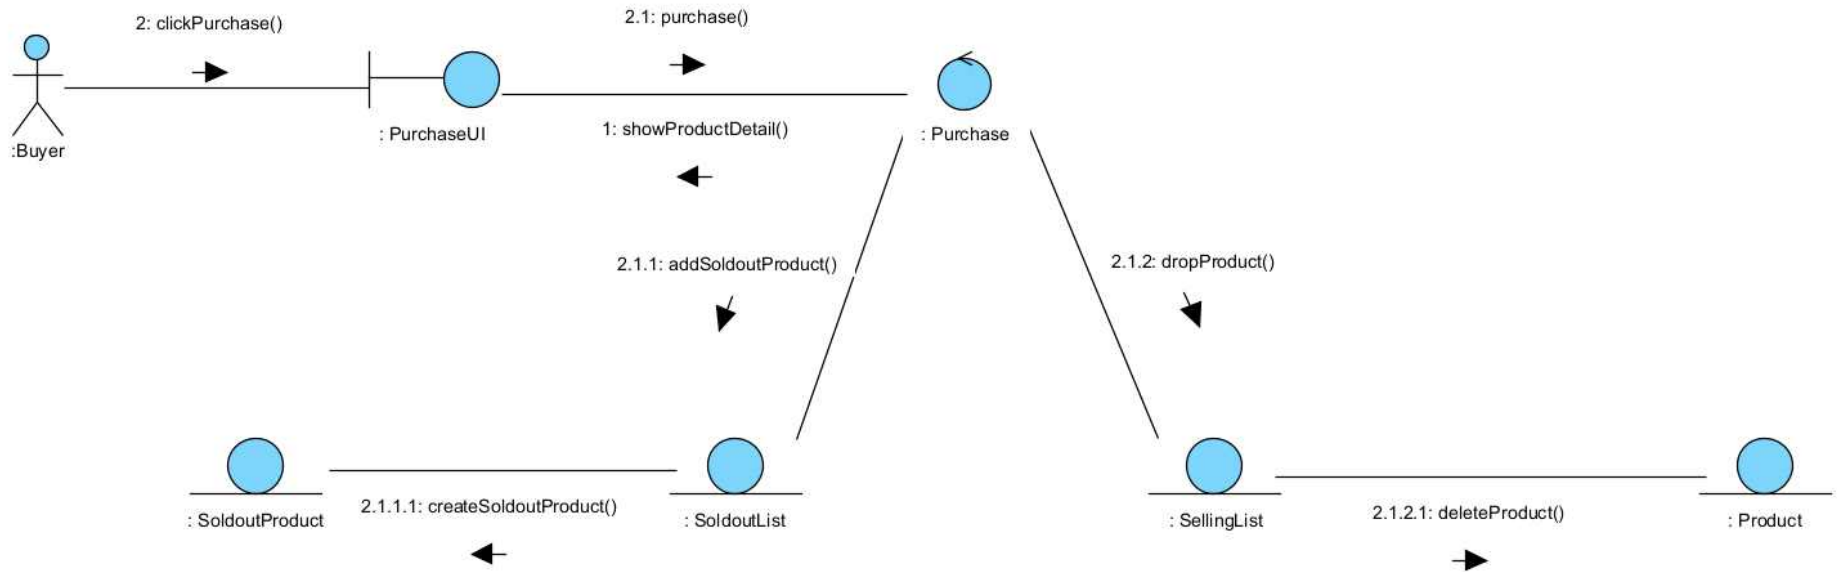 2: clickPurchase()
2.1: purchase()
:Buyer
: PurchaseUI
1: showProductDetail()
: Purchase
2.1.1: addSoldoutProduct()
2.1.2: dropProduct()
: SoldoutProduct
2.1.1.1: createSoldoutProduct()
: SoldoutList
: SellingList
2.1.2.1: deleteProduct()
: Product